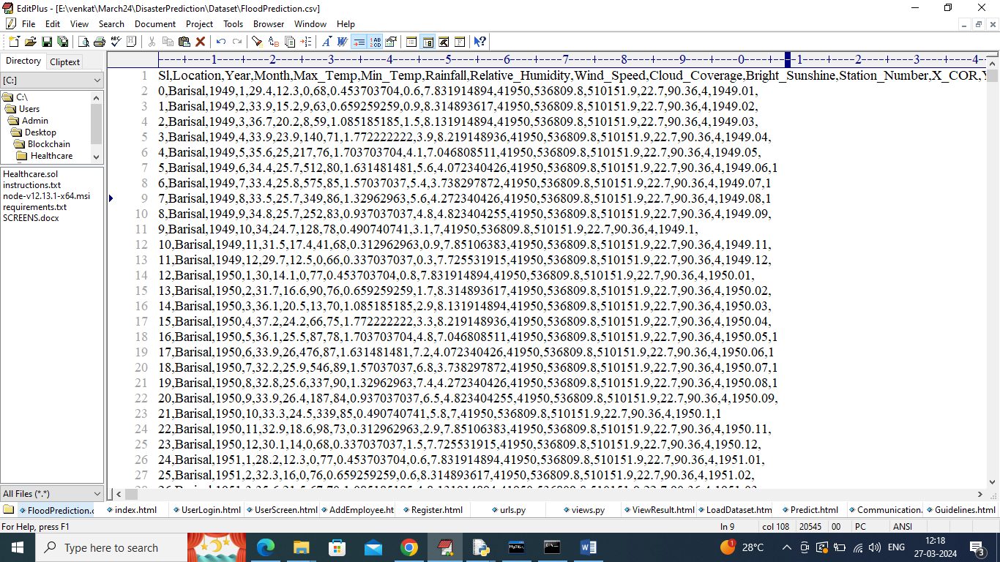 EditPlus - [E:\venkat\March24\DisasterPrediction\Dataset\FloodPrediction.csv]
File Edit View Search Document Project Tools Browser Window Help
Directory Cliptext
[C:]
C:\
Users
Admin
Desktop
Blockchain
Healthcare
Healthcare.sol
instructions.txt
node-v12.13.1-x64.msi
requirements.txt
SCREENS.docx
All Files (*.*)
----+----1----+----2----+----3----+----4----+----5----+----6----+----7----+----8----+----9----+----0----+----1----+----2----+----3----+----4
1 Sl,Location,Year,Month,Max_Temp,Min_Temp,Rainfall,Relative_Humidity,Wind_Speed,Cloud_Coverage,Bright_Sunshine,Station_Number,X_COR,Y
2 0,Barisal,1949,1,29.4,12.3,0,68,0.453703704,0.6,7.831914894,41950,536809.8,510151.9,22.7,90.36,4,1949.01,
3 1,Barisal,1949,2,33.9,15.2,9,63,0.659259259,0.9,8.314893617,41950,536809.8,510151.9,22.7,90.36,4,1949.02,
4 2,Barisal,1949,3,36.7,20.2,8,59,1.085185185,1.5,8.131914894,41950,536809.8,510151.9,22.7,90.36,4,1949.03,
5 3,Barisal,1949,4,33.9,23.9,140,71,1.772222222,3.9,8.219148936,41950,536809.8,510151.9,22.7,90.36,4,1949.04,
6 4,Barisal,1949,5,35.6,25,217,76,1.703703704,4.1,7.046808511,41950,536809.8,510151.9,22.7,90.36,4,1949.05,
7 5,Barisal,1949,6,34.4,25.7,512,80,1.631481481,5.6,4.072340426,41950,536809.8,510151.9,22.7,90.36,4,1949.06,1
8 6,Barisal,1949,7,33.4,25.8,575,85,1.57037037,5.4,3.738297872,41950,536809.8,510151.9,22.7,90.36,4,1949.07,1
9 7,Barisal,1949,8,33.5,25.7,349,86,1.32962963,5.6,4.272340426,41950,536809.8,510151.9,22.7,90.36,4,1949.08,1
10 8,Barisal,1949,9,34.8,25.7,252,83,0.937037037,4.8,4.823404255,41950,536809.8,510151.9,22.7,90.36,4,1949.09,
11 9,Barisal,1949,10,34,24.7,128,78,0.490740741,3.1,7,41950,536809.8,510151.9,22.7,90.36,4,1949.1,
12 10,Barisal,1949,11,31.5,17.4,41,68,0.312962963,0.9,7.85106383,41950,536809.8,510151.9,22.7,90.36,4,1949.11,
13 11,Barisal,1949,12,29.7,12.5,0,66,0.337037037,0.3,7.725531915,41950,536809.8,510151.9,22.7,90.36,4,1949.12,
14 12,Barisal,1950,1,30,14.1,0,77,0.453703704,0.8,7.831914894,41950,536809.8,510151.9,22.7,90.36,4,1950.01,
15 13,Barisal,1950,2,31.7,16.6,90,76,0.659259259,1.7,8.314893617,41950,536809.8,510151.9,22.7,90.36,4,1950.02,
16 14,Barisal,1950,3,36.1,20.5,13,70,1.085185185,2.9,8.131914894,41950,536809.8,510151.9,22.7,90.36,4,1950.03,
17 15,Barisal,1950,4,37.2,24.2,66,75,1.772222222,3.3,8.219148936,41950,536809.8,510151.9,22.7,90.36,4,1950.04,
18 16,Barisal,1950,5,36.1,25.5,87,78,1.703703704,4.8,7.046808511,41950,536809.8,510151.9,22.7,90.36,4,1950.05,1
19 17,Barisal,1950,6,33.9,26,476,87,1.631481481,7.2,4.072340426,41950,536809.8,510151.9,22.7,90.36,4,1950.06,1
20 18,Barisal,1950,7,32.2,25.9,546,89,1.57037037,6.8,3.738297872,41950,536809.8,510151.9,22.7,90.36,4,1950.07,1
21 19,Barisal,1950,8,32.8,25.6,337,90,1.32962963,7.4,4.272340426,41950,536809.8,510151.9,22.7,90.36,4,1950.08,1
22 20,Barisal,1950,9,33.9,26.4,187,84,0.937037037,6.5,4.823404255,41950,536809.8,510151.9,22.7,90.36,4,1950.09,
23 21,Barisal,1950,10,33.3,24.5,339,85,0.490740741,5.8,7,41950,536809.8,510151.9,22.7,90.36,4,1950.1,1
24 22,Barisal,1950,11,32.9,18.6,98,73,0.312962963,2.9,7.85106383,41950,536809.8,510151.9,22.7,90.36,4,1950.11,
25 23,Barisal,1950,12,30.1,14,0,68,0.337037037,1.5,7.725531915,41950,536809.8,510151.9,22.7,90.36,4,1950.12,
26 24,Barisal,1951,1,28.2,12.3,0,77,0.453703704,0.6,7.831914894,41950,536809.8,510151.9,22.7,90.36,4,1951.01,
27 25,Barisal,1951,2,32.3,16,0,76,0.659259259,0.6,8.314893617,41950,536809.8,510151.9,22.7,90.36,4,1951.02,
FloodPrediction.c index.html UserLogin.html UserScreen.html AddEmployee.ht Register.html urls.py views.py ViewResult.html LoadDataset.htm Predict.html Communication. Guidelines.html
For Help, press F1 ln 9 col 108 20545 00 PC ANSI
Type here to search 28°C ENG 12:18
27-03-2024 3